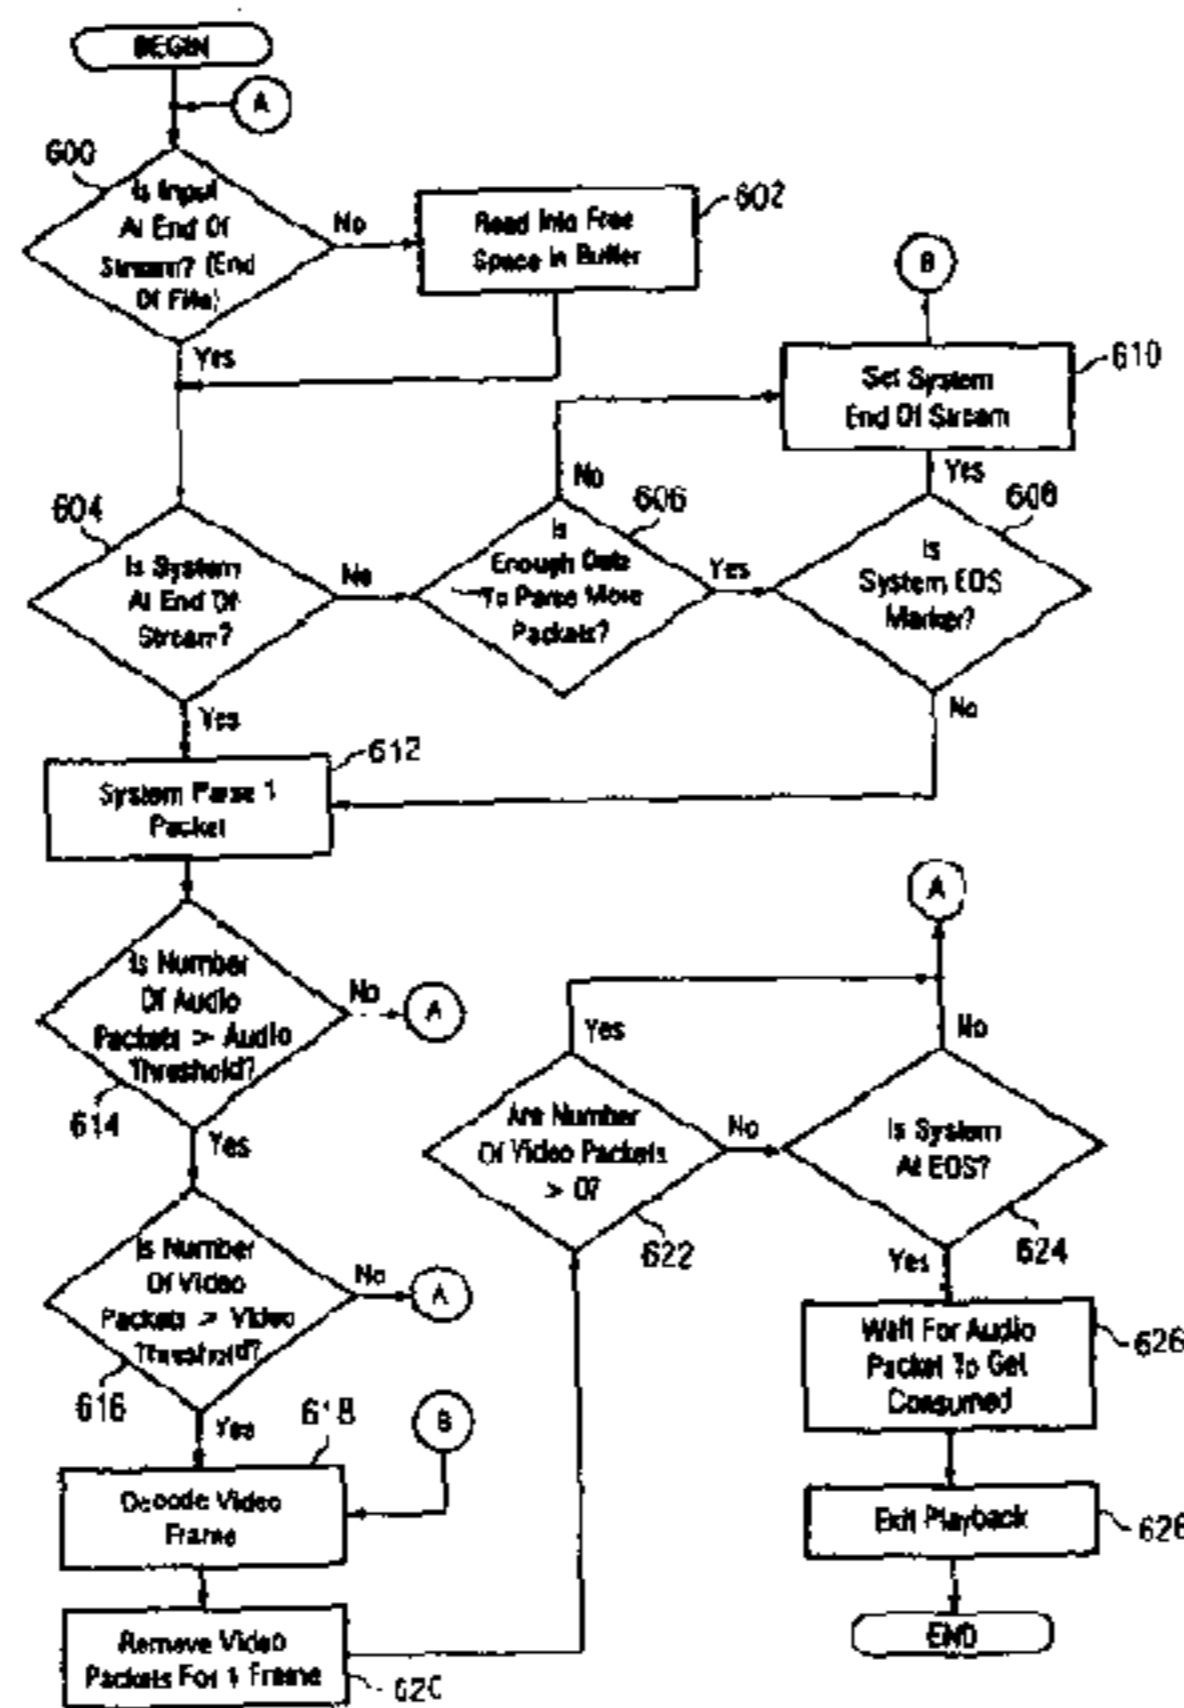 BEGIN
A
600
Is Input
At End Of
Stream? (End
Of File)
No
Read Into Free
Space In Buffer
602
B
Yes
Set System
End Of Stream
610
No
Yes
604
606
608
Is System
At End Of
Stream?
No
Is
Enough Data
To Parse More
Packets?
Yes
Is
System EOS
Marker?
Yes
No
System Parse 1
Packet
612
A
Is Number
Of Audio
Packets > Audio
Threshold?
No
A
614
Yes
Yes
No
Are Number
Of Video Packets
> 0?
No
Is System
At EOS?
622
624
Is Number
Of Video
Packets > Video
Threshold?
No
A
616
Yes
Yes
Wait For Audio
Packet To Get
Consumed
626
618
B
Decode Video
Frame
Exit Playback
Remove Video
Packets For 1 Frame
620
END